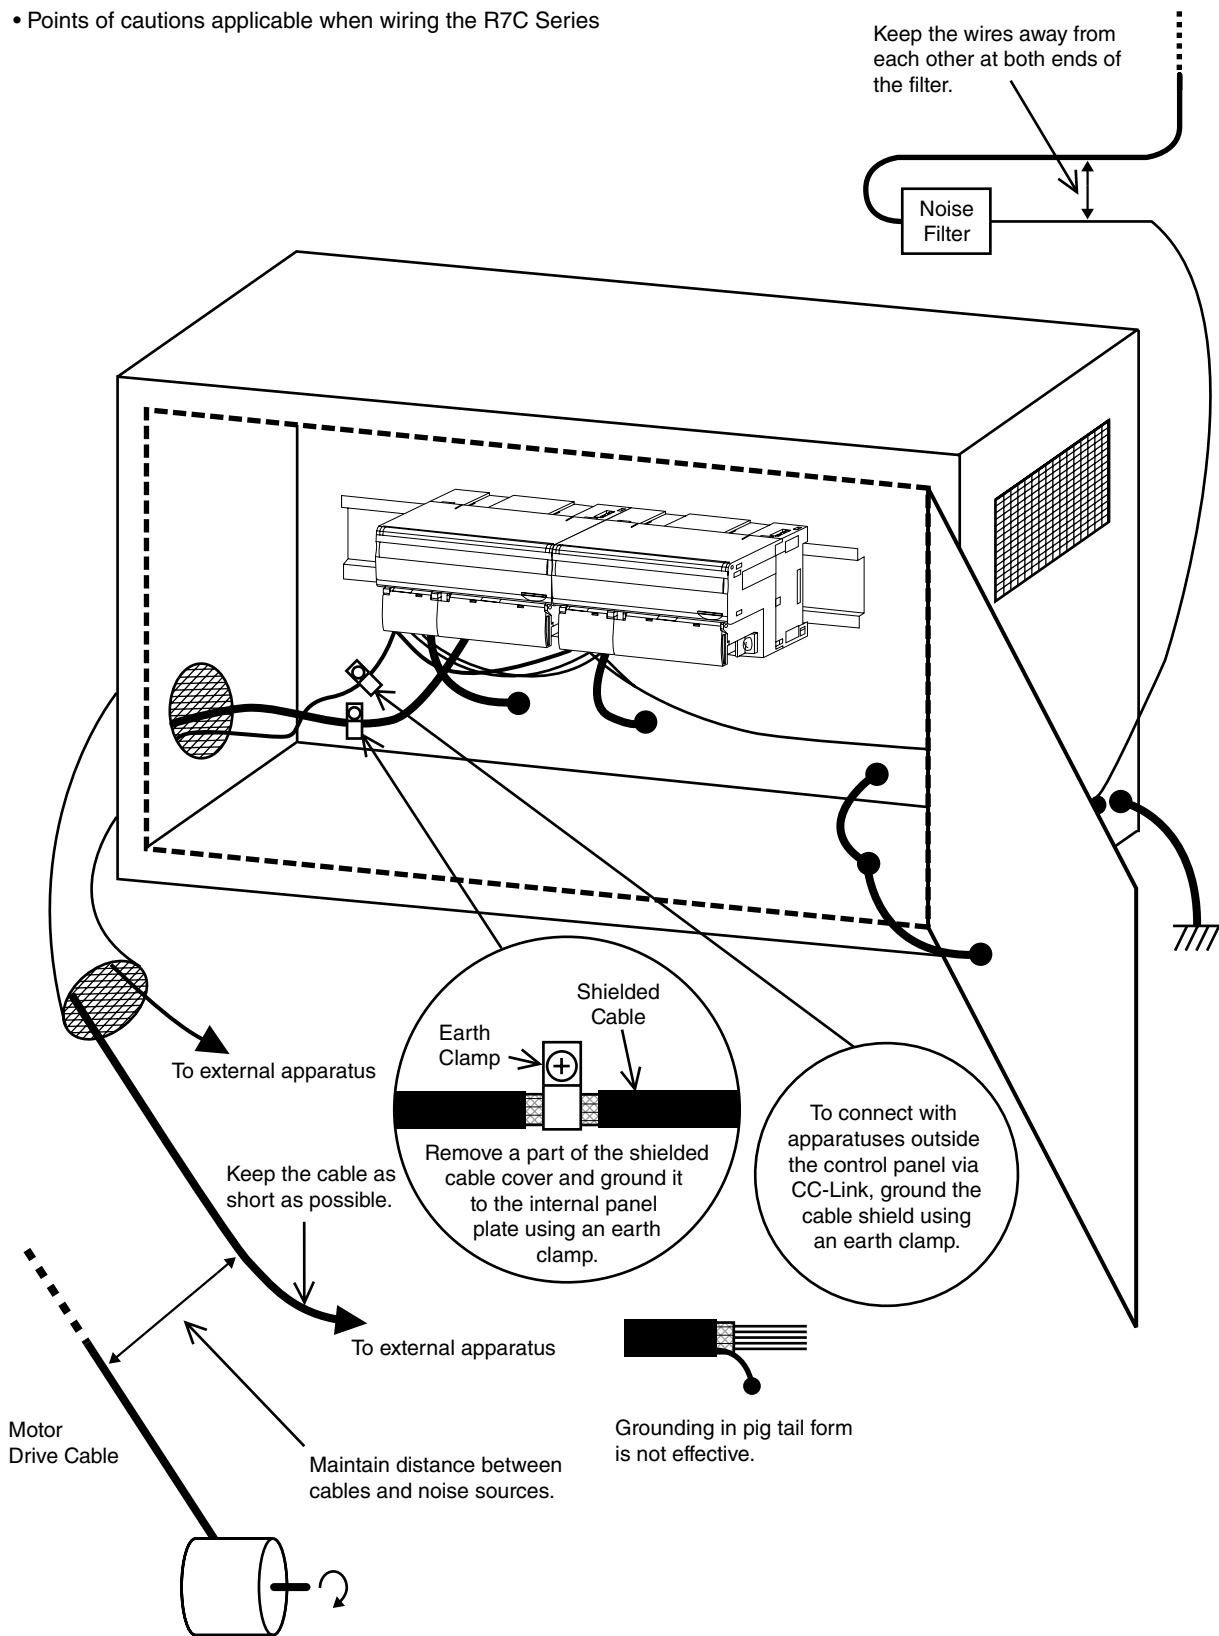 • Points of cautions applicable when wiring the R7C Series
Keep the wires away from
each other at both ends of
the filter.
Noise
Filter
Shielded
Cable
Earth
Clamp
To external apparatus
Remove a part of the shielded
cable cover and ground it
to the internal panel
plate using an earth
clamp.
To connect with
apparatuses outside
the control panel via
CC-Link, ground the
cable shield using
an earth clamp.
Keep the cable as
short as possible.
To external apparatus
Motor
Drive Cable
Maintain distance between
cables and noise sources.
Grounding in pig tail form
is not effective.